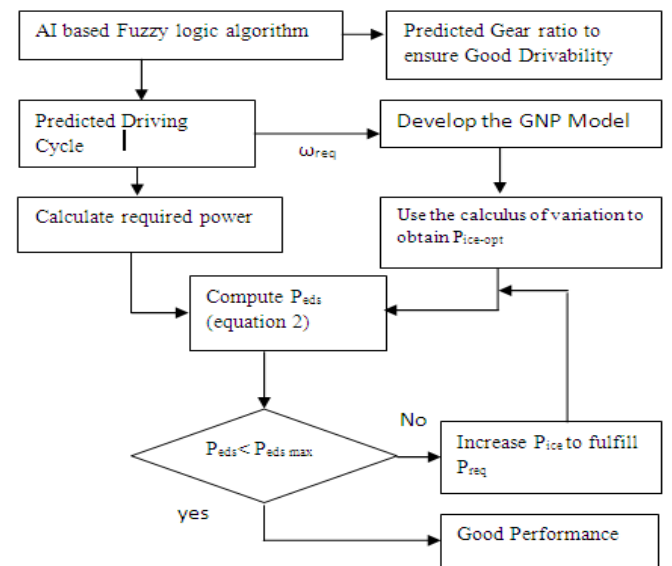 AI based Fuzzy logic algorithm
Predicted Gear ratio to
ensure Good Drivability
Predicted Driving
Cycle
ωreq
Develop the GNP Model
Calculate required power
Use the calculus of variation to
obtain Pice-opt
Compute Peds
(equation 2)
Peds< Peds max
No
Increase Pice to fulfill
Preq
yes
Good Performance